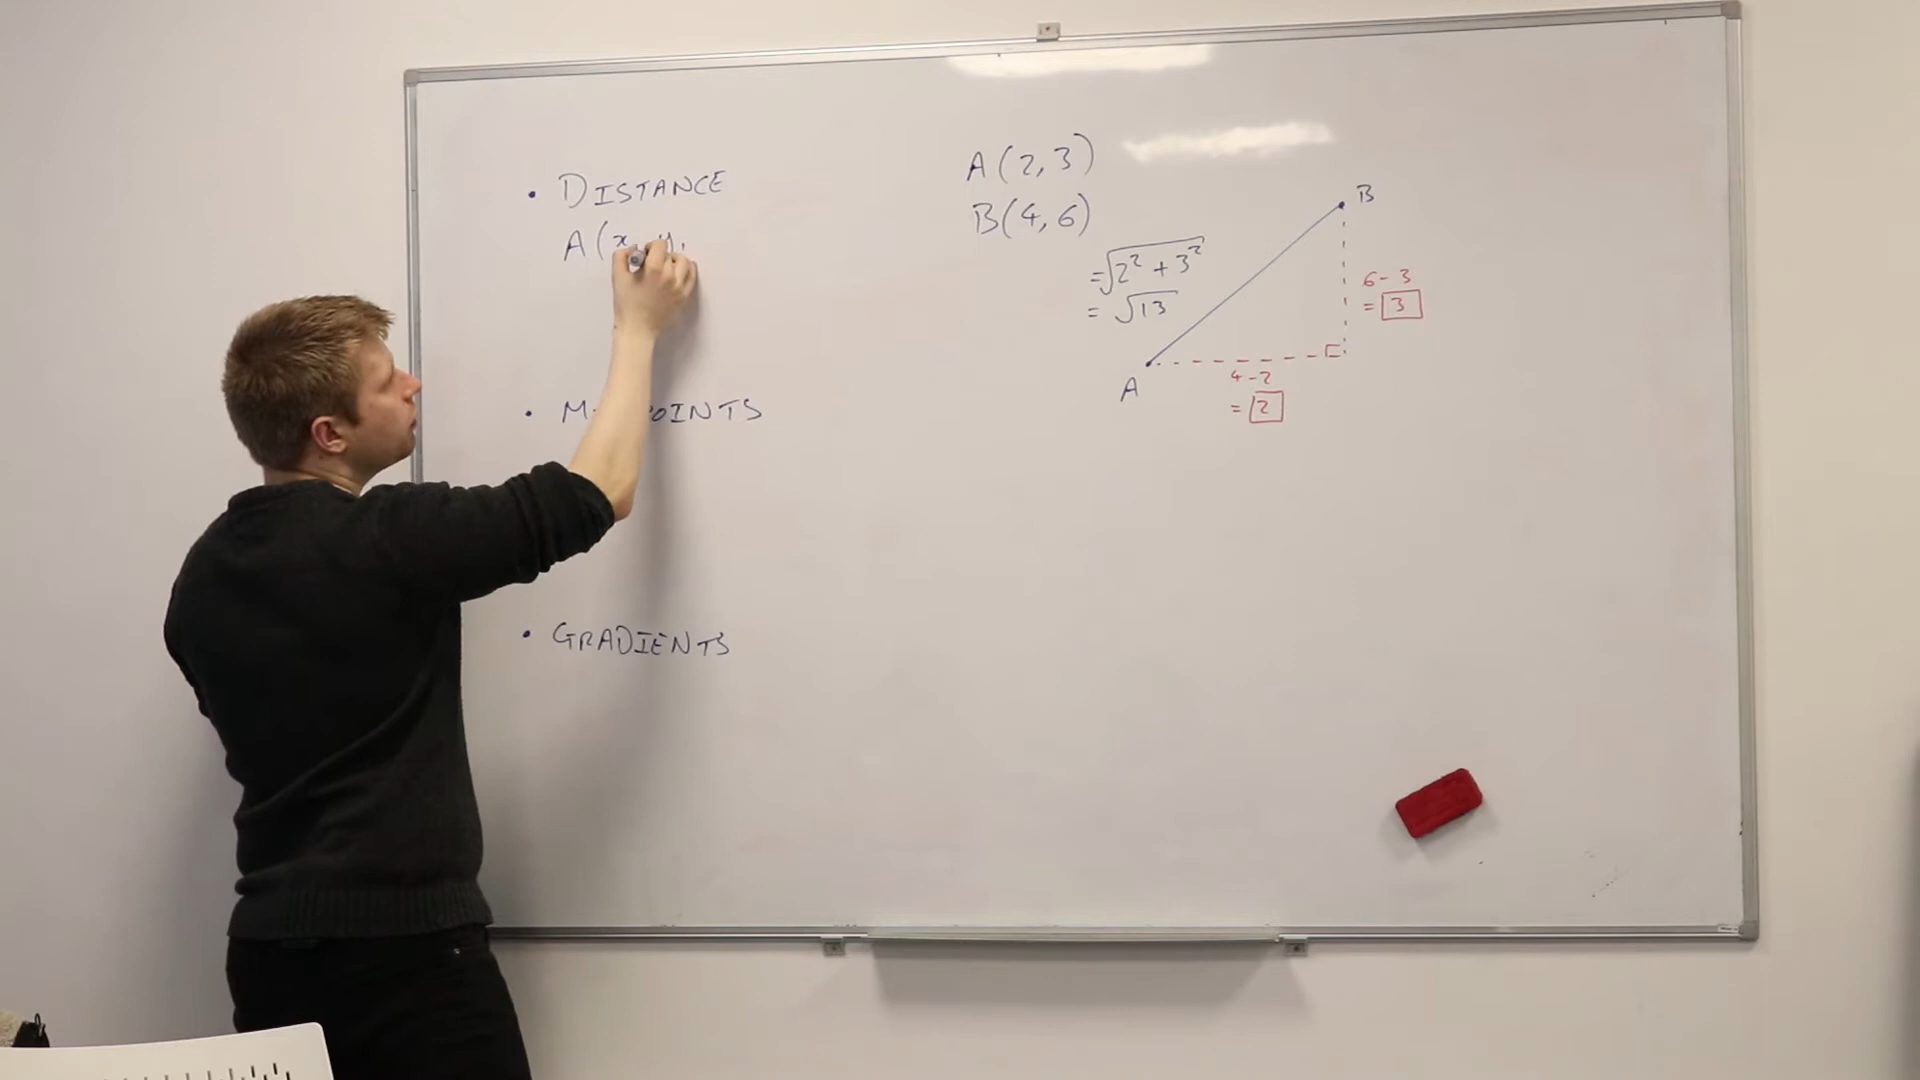 • DISTANCE
A(x, y,
• M POINTS
• GRADIENTS
A(2,3)
B(4,6)
=√2² + 3²
= √13
B
6-3
= 3
A
4-2
= 2